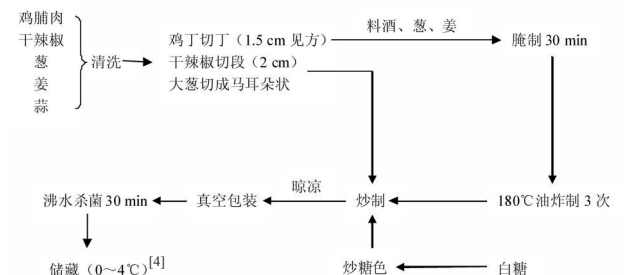 鸡脯肉
干辣椒
葱
姜
蒜
清洗
鸡丁切丁（1.5 cm 见方）
干辣椒切段（2 cm）
大葱切成马耳朵状
料酒、葱、姜
腌制 30 min
沸水杀菌 30 min
真空包装
晾凉
炒制
180℃油炸制 3 次
储藏（0～4℃）[4]
炒糖色
白糖